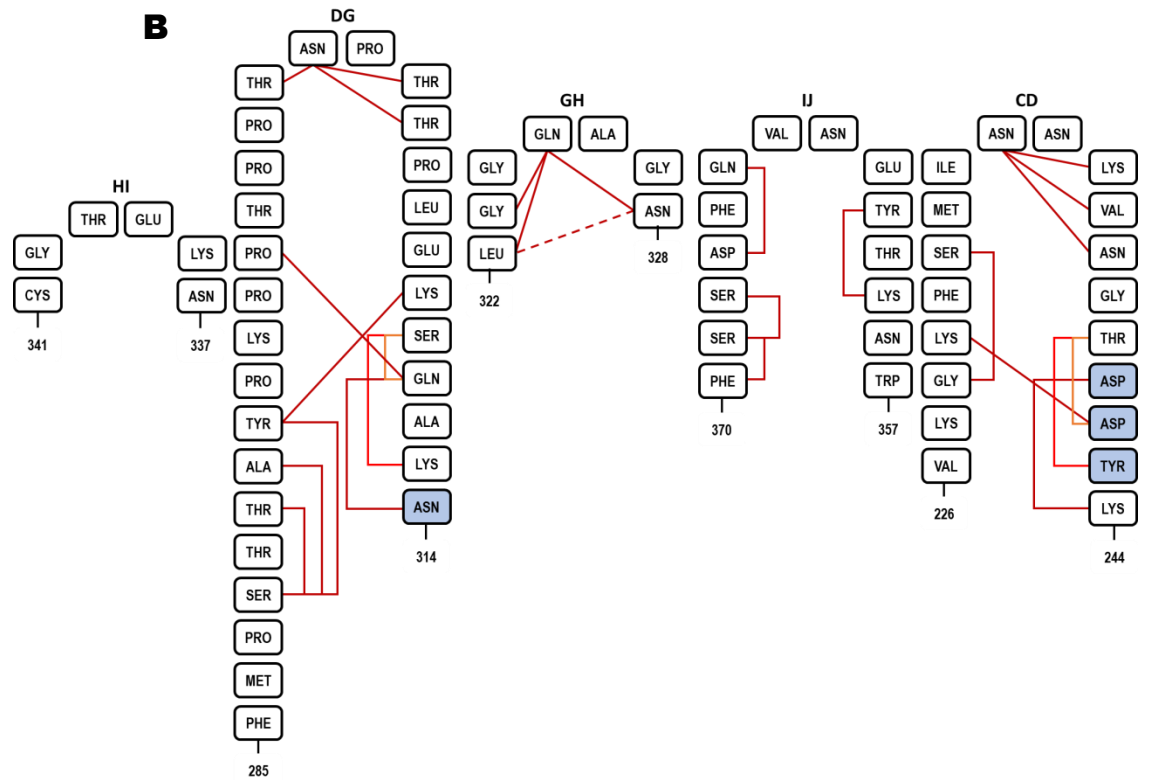 B
DG
ASN PRO
THR
PRO
PRO
THR
PRO
PRO
LYS
PRO
TYR
ALA
THR
THR
SER
PRO
MET
PHE
285
THR
THR
PRO
LEU
GLU
LYS
SER
GLN
ALA
LYS
ASN
314
HI
THR GLU
GLY
CYS
341
LYS
ASN
337
GH
GLN ALA
GLY
GLY
LEU
322
GLY
ASN
328
IJ
VAL ASN
GLN
PHE
ASP
SER
SER
PHE
370
GLU
TYR
THR
LYS
ASN
TRP
357
CD
ASN ASN
ILE
MET
SER
PHE
LYS
GLY
LYS
VAL
226
LYS
VAL
ASN
GLY
THR
ASP
ASP
TYR
LYS
244